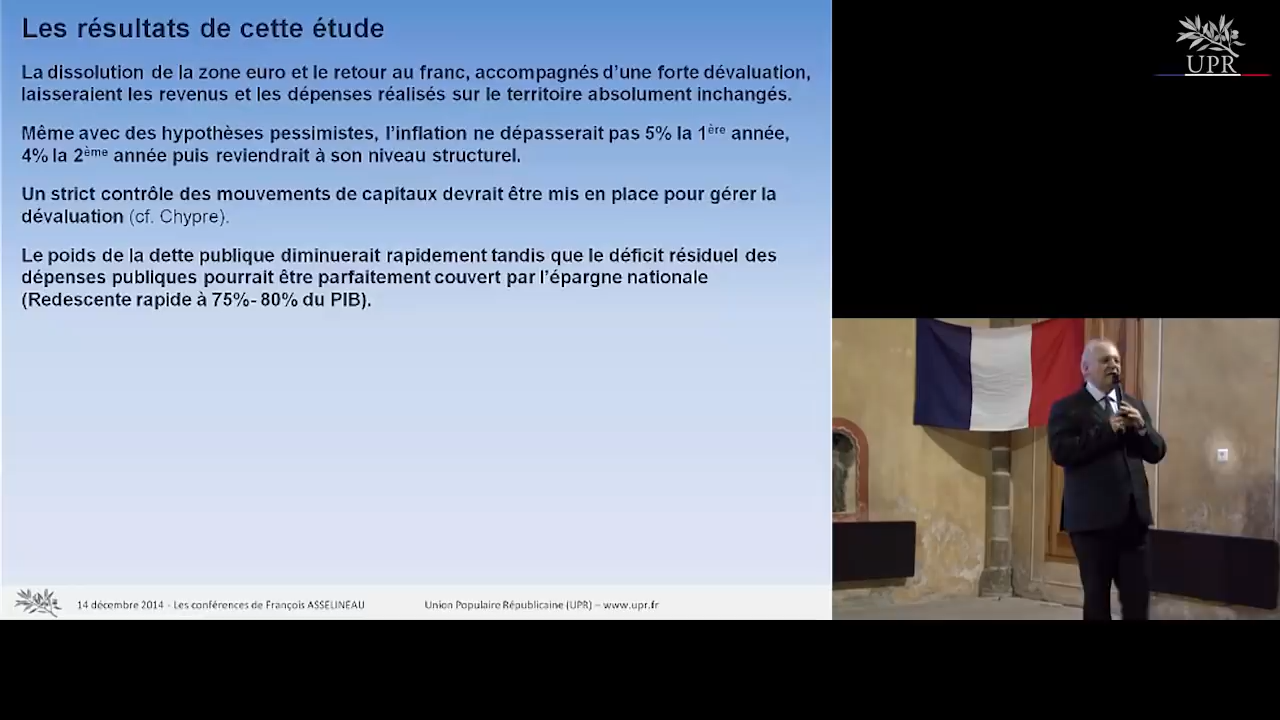 Les résultats de cette étude
La dissolution de la zone euro et le retour au franc, accompagnés d'une forte dévaluation,
laisseraient les revenus et les dépenses réalisés sur le territoire absolument inchangés.
Même avec des hypothèses pessimistes, l'inflation ne dépasserait pas 5% la 1ère année,
4% la 2ème année puis reviendrait à son niveau structurel.
Un strict contrôle des mouvements de capitaux devrait être mis en place pour gérer la
dévaluation (cf. Chypre).
Le poids de la dette publique diminuerait rapidement tandis que le déficit résiduel des
dépenses publiques pourrait être parfaitement couvert par l'épargne nationale
(Redescente rapide à 75%- 80% du PIB).
14 décembre 2014 - Les conférences de François ASSELINEAU
Union Populaire Républicaine (UPR) – www.upr.fr
UPR